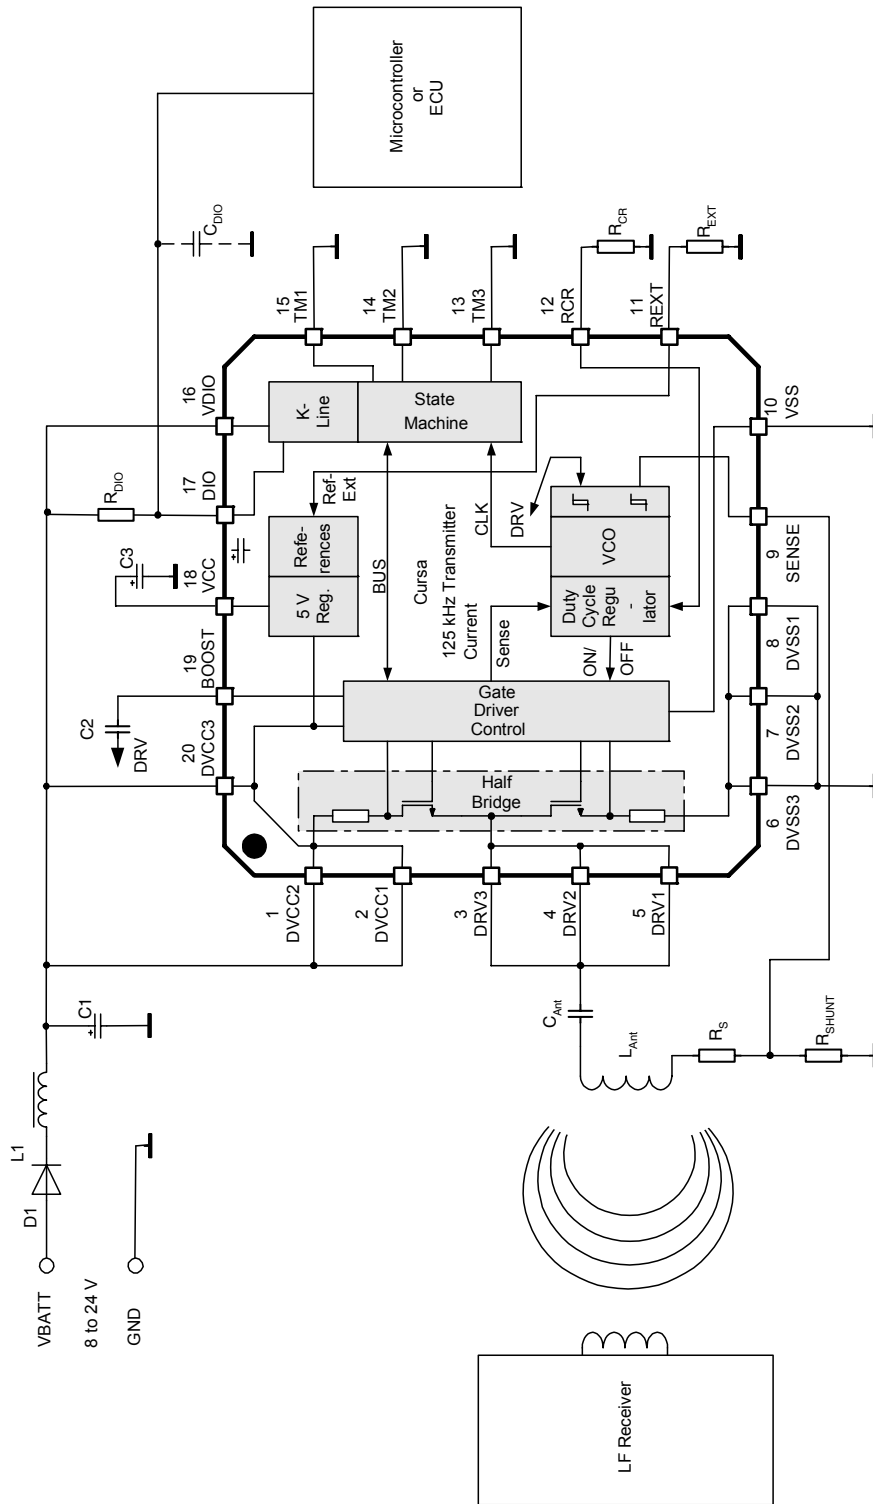 Microcontroller
or
ECU
C_DIO
R_CR
R_EXT
15
TM1
14
TM2
13
TM3
12
RCR
11
REXT
16
VDIO
K-
Line
State
Machine
10
VSS
R_DIO
17
DIO
Ref-
Ext
CLK
DRV
C3
18
VCC
Refe-
rences
5 V
Reg.
BUS
Cursa
125 kHz Transmitter
Current
Sense
VCO
Duty
Cycle
Regu
-
lator
9
SENSE
19
BOOST
ON/
OFF
8
DVSS1
C2
DRV
20
DVCC3
Gate
Driver
Control
7
DVSS2
Half
Bridge
6
DVSS3
1
DVCC2
2
DVCC1
3
DRV3
4
DRV2
5
DRV1
C1
C_Ant
L_Ant
R_S
R_SHUNT
L1
D1
VBATT
8 to 24 V
GND
LF Receiver